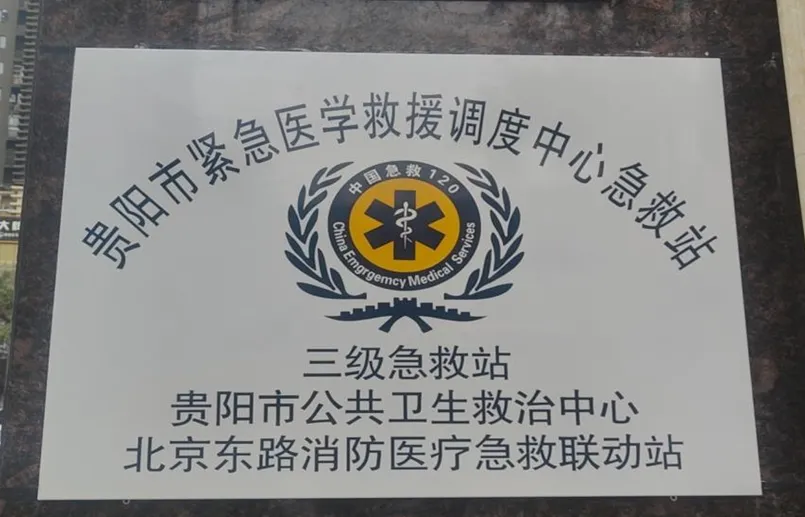 贵阳市紧急医学救援调度中心急救站
中国急救120
China Emgrgemcy Medical Services
三级急救站
贵阳市公共卫生救治中心
北京东路消防医疗急救联动站